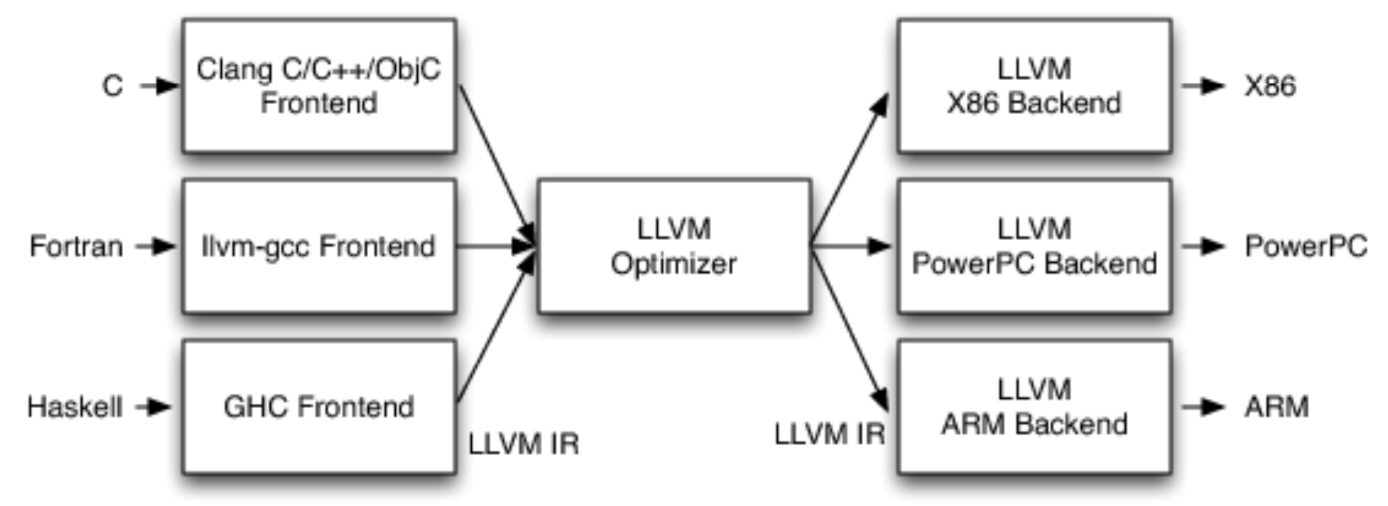 C
Clang C/C++/ObjC
Frontend
LLVM
X86 Backend
X86
Fortran
llvm-gcc Frontend
LLVM
Optimizer
LLVM
PowerPC Backend
PowerPC
Haskell
GHC Frontend
LLVM IR
LLVM IR
LLVM
ARM Backend
ARM